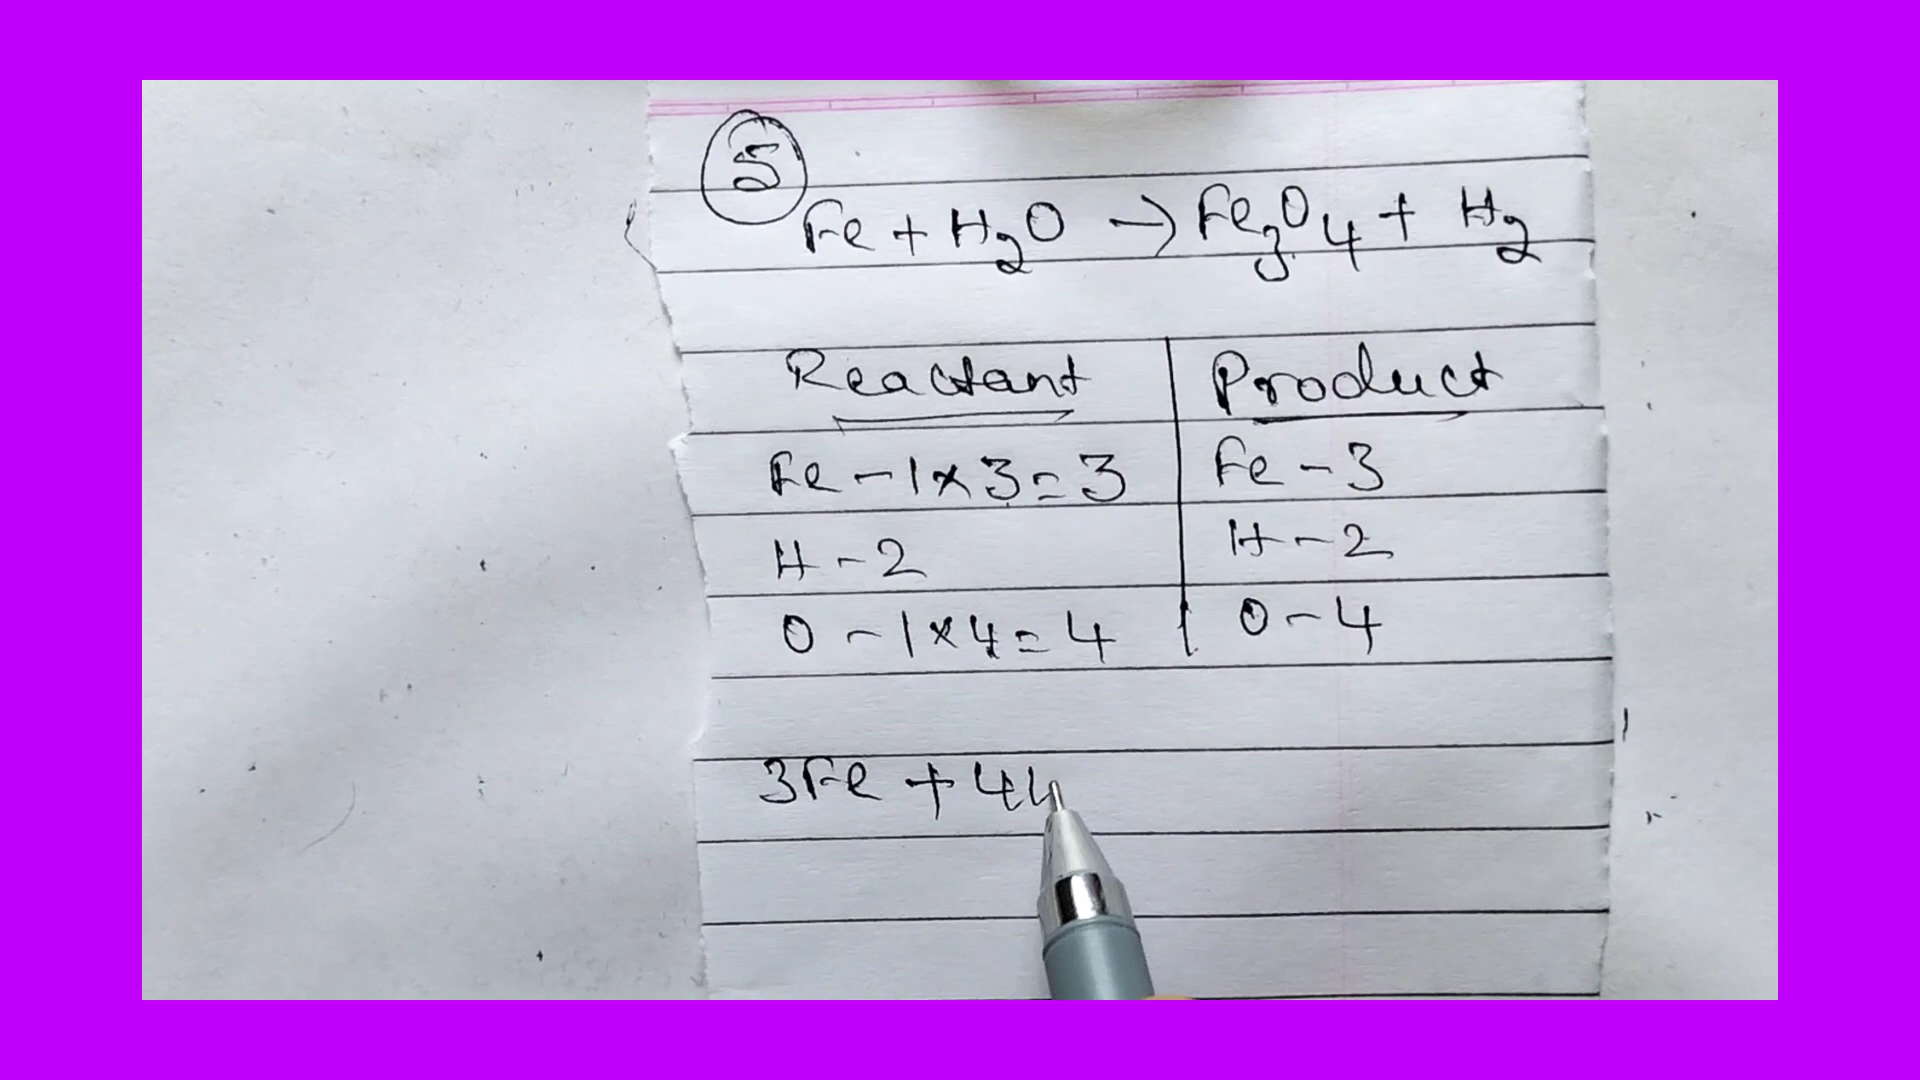 5
Fe + H2O → Fe3O4 + H2
Reactant Product
Fe - 1 × 3 = 3 Fe - 3
H - 2 H - 2
O - 1 × 4 = 4 O - 4
3Fe + 4